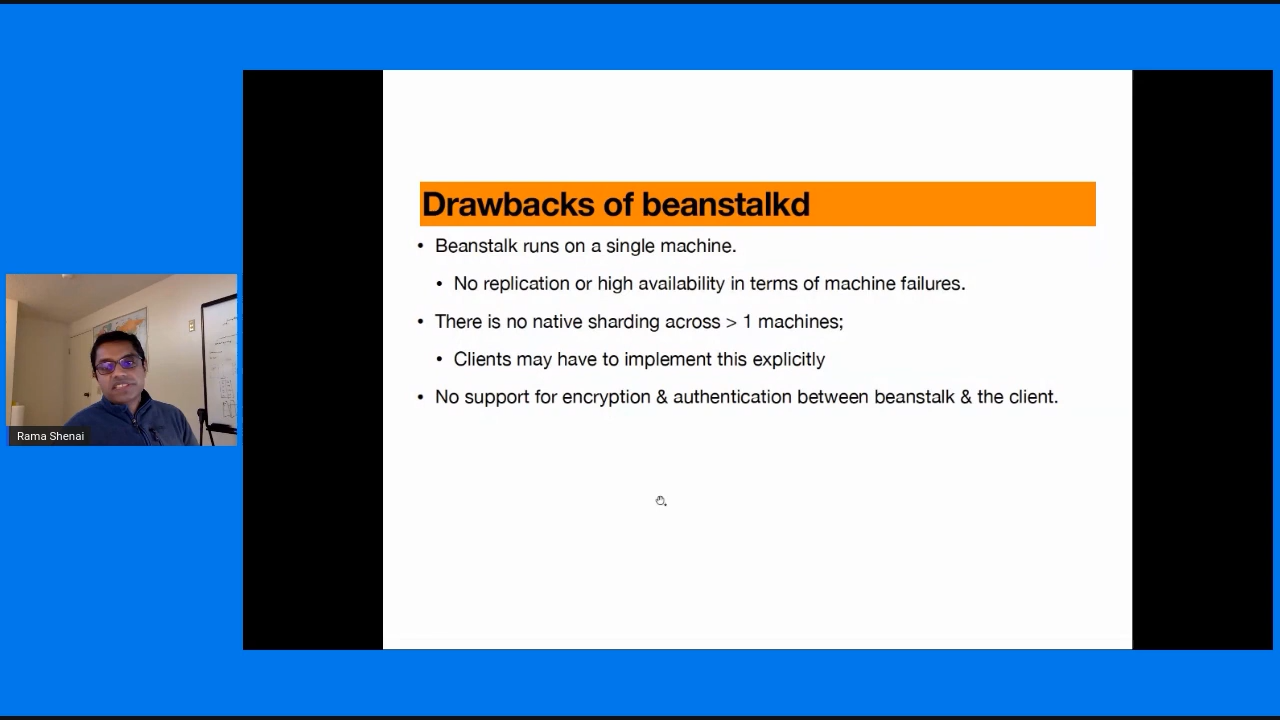 Drawbacks of beanstalkd
• Beanstalk runs on a single machine.
• No replication or high availability in terms of machine failures.
• There is no native sharding across > 1 machines;
• Clients may have to implement this explicitly
• No support for encryption & authentication between beanstalk & the client.
Rama Shenai